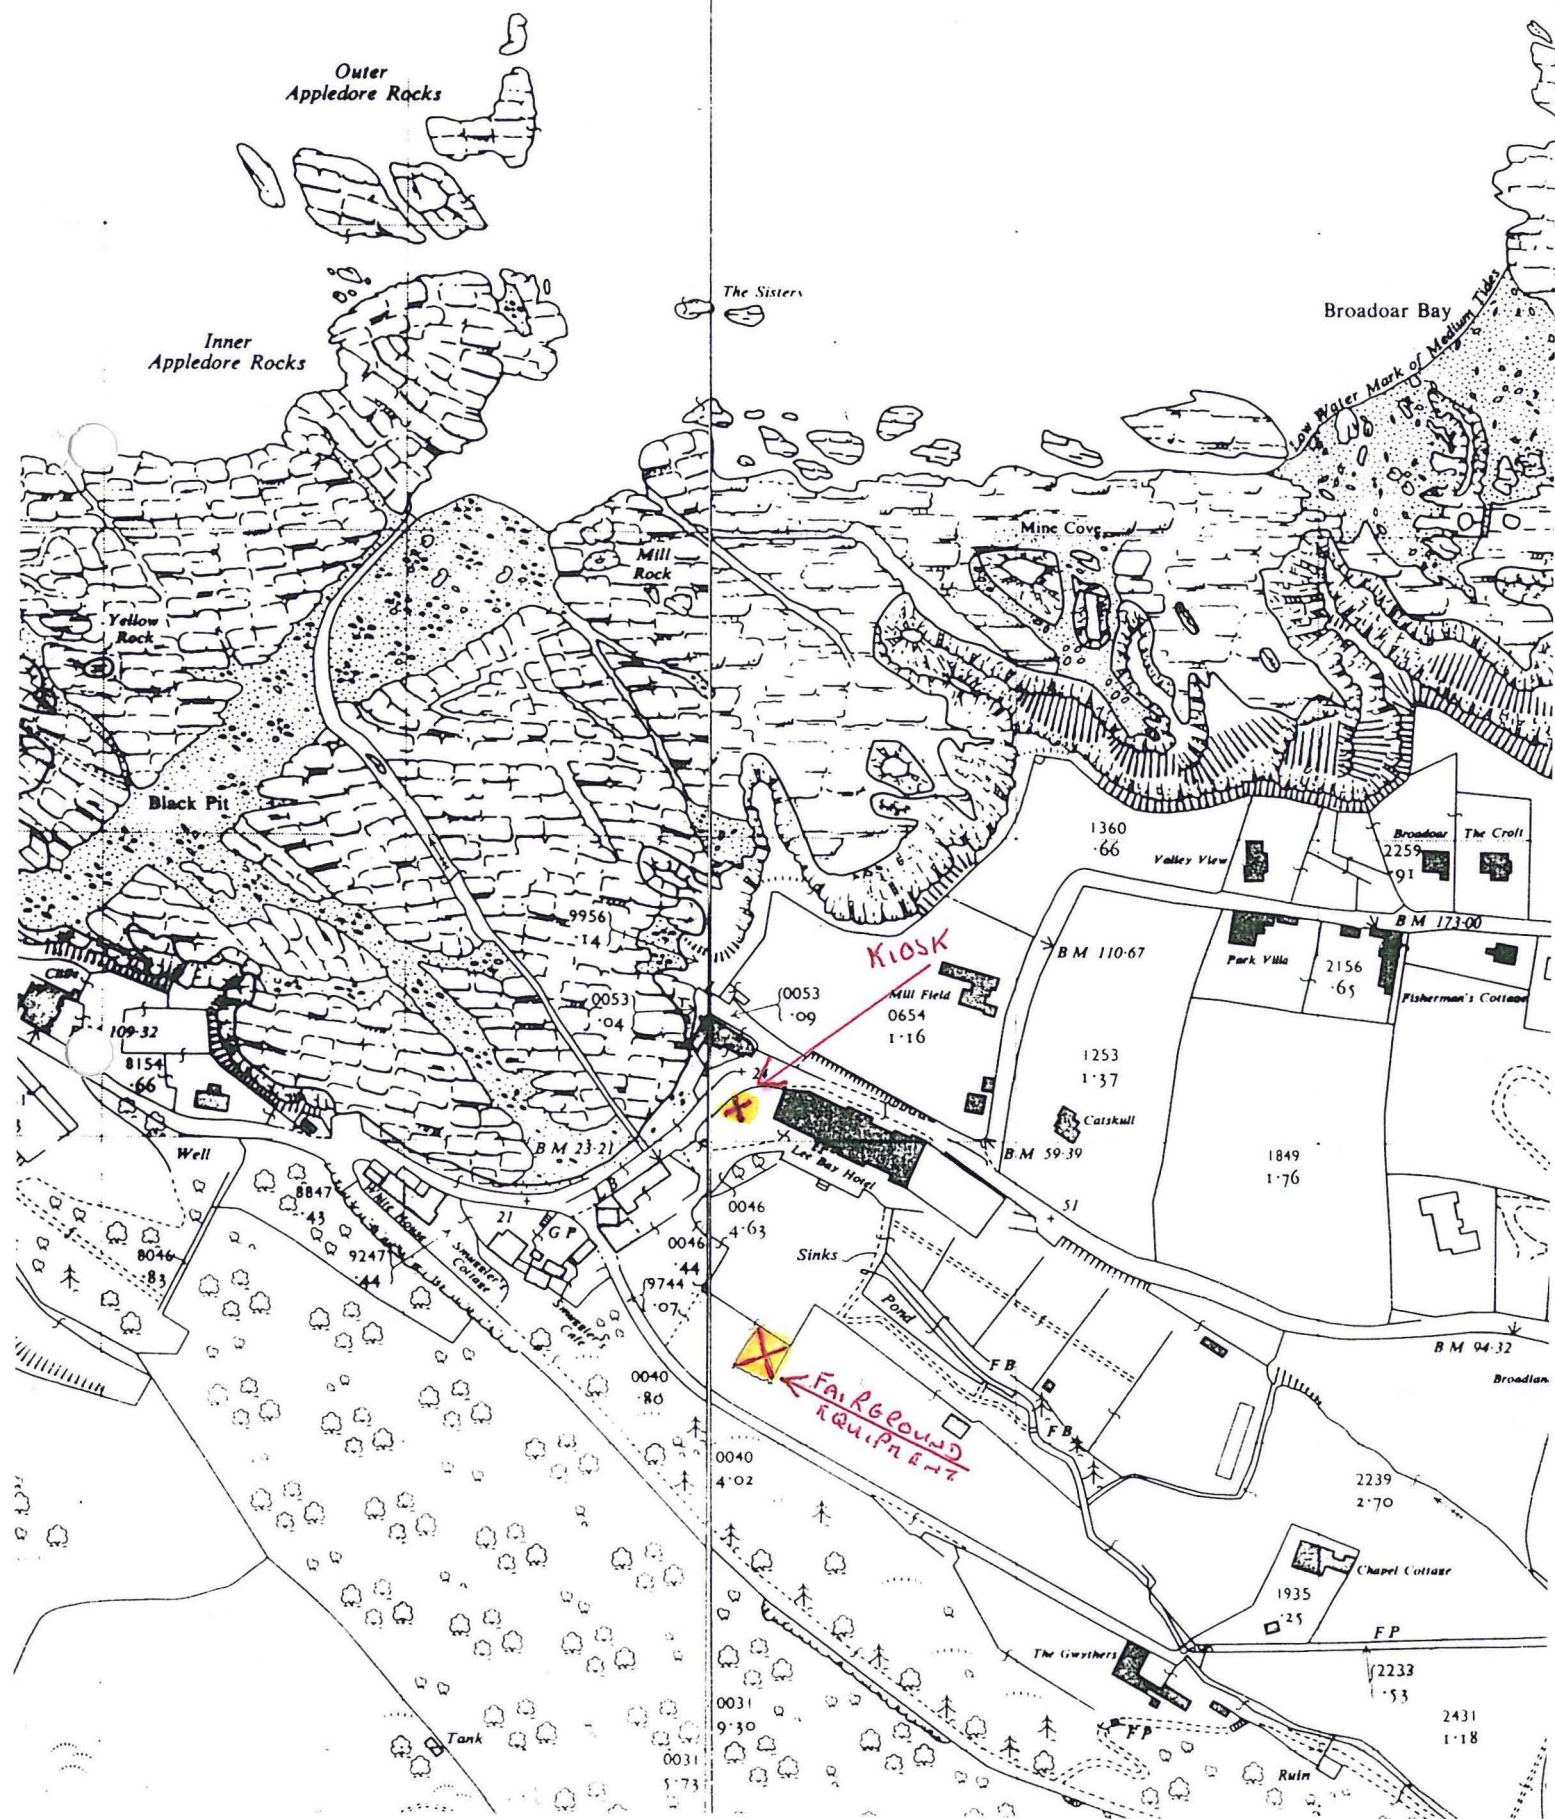 Outer
Appledore Rocks
The Sisters
Broadoar Bay
Low Water Mark of Medium Tides
Inner
Appledore Rocks
Mine Cove
Mill
Rock
Yellow
Rock
Black Pit
1360
·66
Valley View
Broadoar
2259
·91
The Croft
9956
·14
B M 173·00
KIOSK
B M 110·67
Park Villa
2156
·65
Fisherman's Cottage
0053
·04
0053
·09
Mill Field
0654
1·16
109·32
8154
·66
24
1253
1·37
Catskull
Well
B M 23·21
Lee Bay Hotel
B M 59·39
1849
1·76
8847
·43
White House
21
G P
0046
4·63
51
8046
·83
9247
·44
Smuggler's
Cottage
0046
·44
Sinks
9744
·07
Pond
Smuggler's
B M 94·32
F B
0040
·80
FAIRGROUND
EQUIPMENT
F B
0040
4·02
2239
2·70
Chapel Cottage
1935
·25
F P
The Gwythers
2233
·53
0031
9·30
F P
2431
1·18
Tank
0031
5·73
Ruin